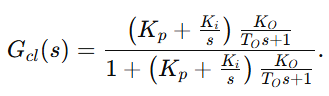 G_{cl}(s) = \frac{\left(K_p + \frac{K_i}{s}\right) \frac{K_O}{T_O s+1}}{1 + \left(K_p + \frac{K_i}{s}\right) \frac{K_O}{T_O s+1}}.